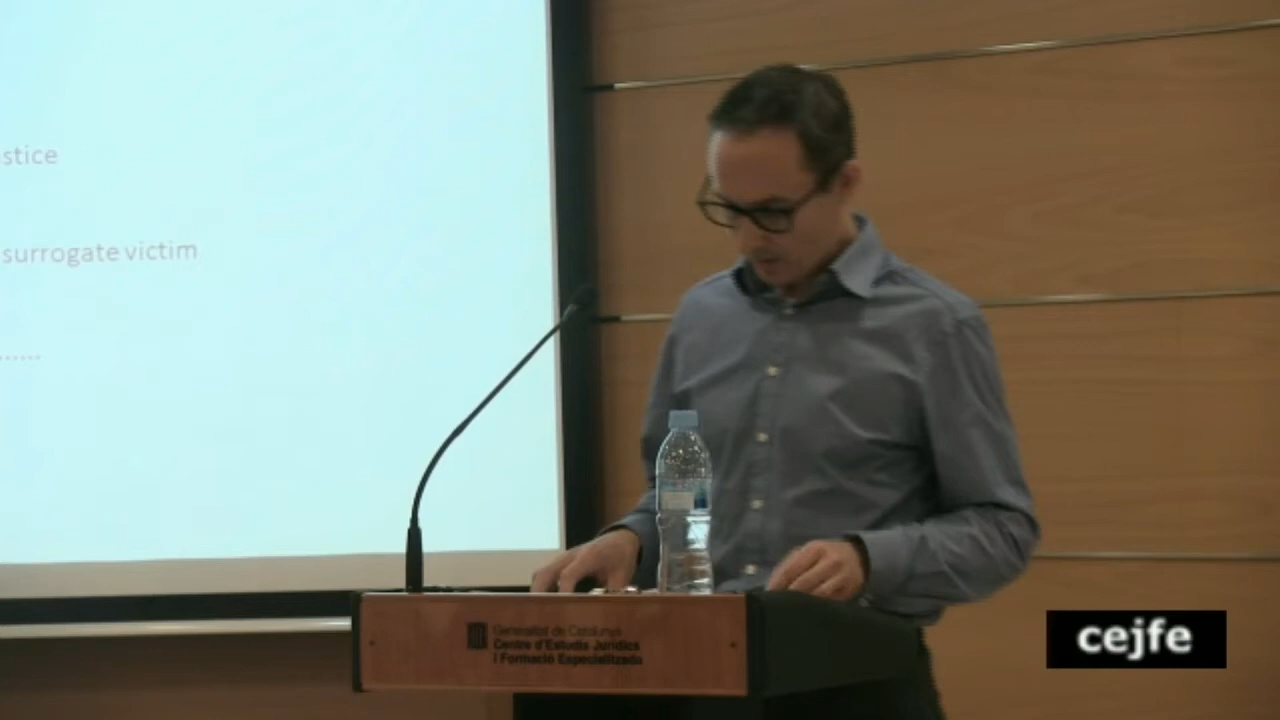 stice
surrogate victim
Generalitat de Catalunya
Centre d'Estudis Jurídics
i Formació Especialitzada
cejfe